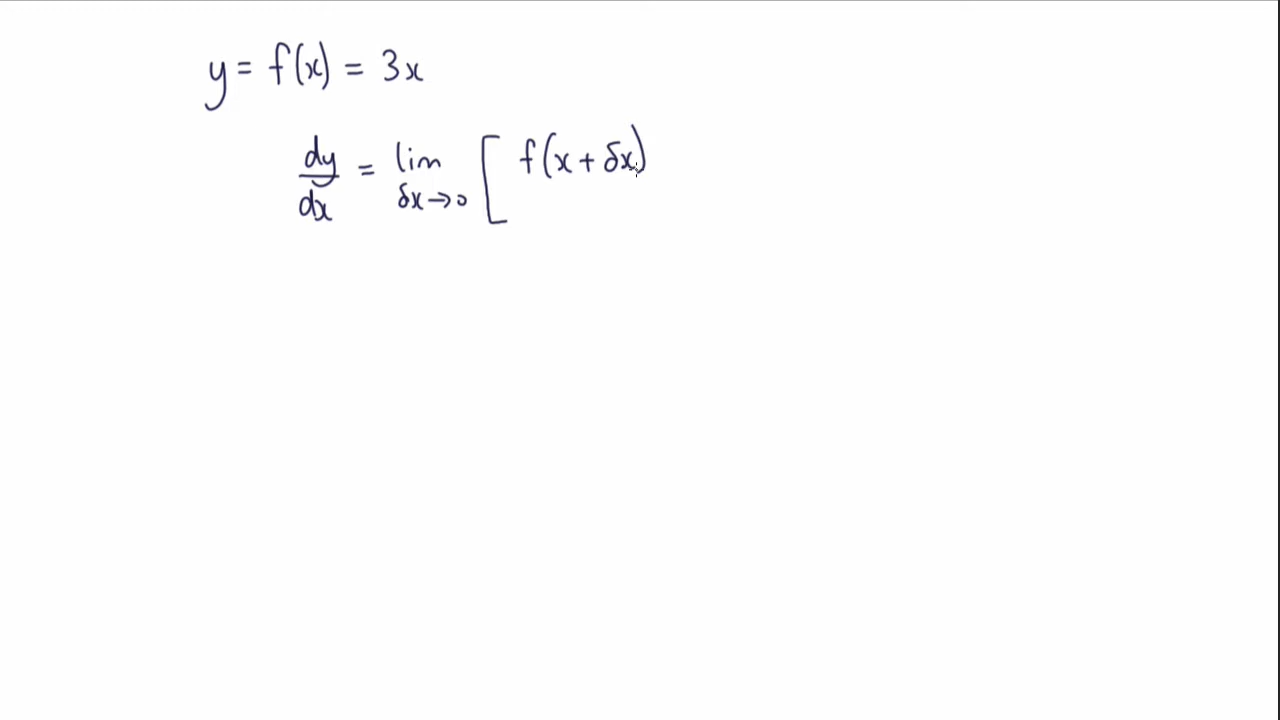 y = f(x) = 3x
dy/dx = lim δx→0 [ f(x + δx)